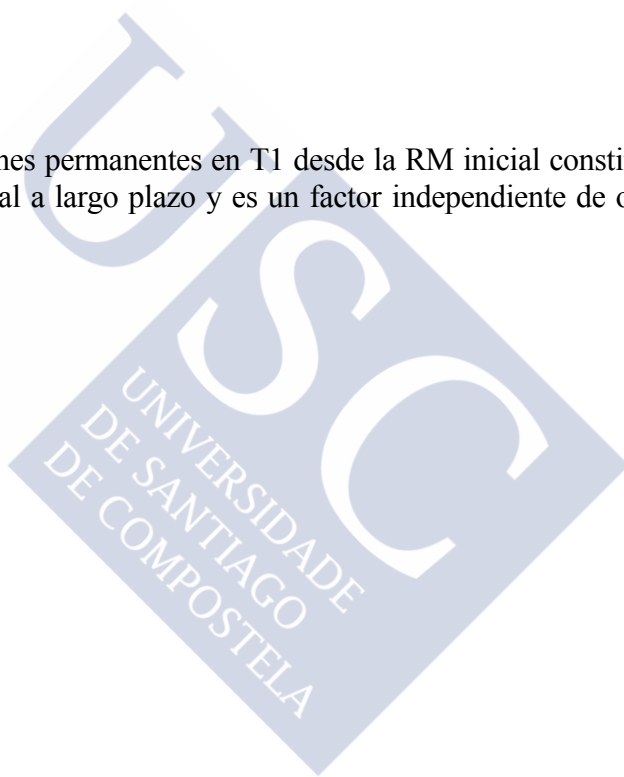 nes permanentes en T1 desde la RM inicial constit
al a largo plazo y es un factor independiente de
USC
UNIVERSIDADE
DE SANTIAGO
DE COMPOSTELA